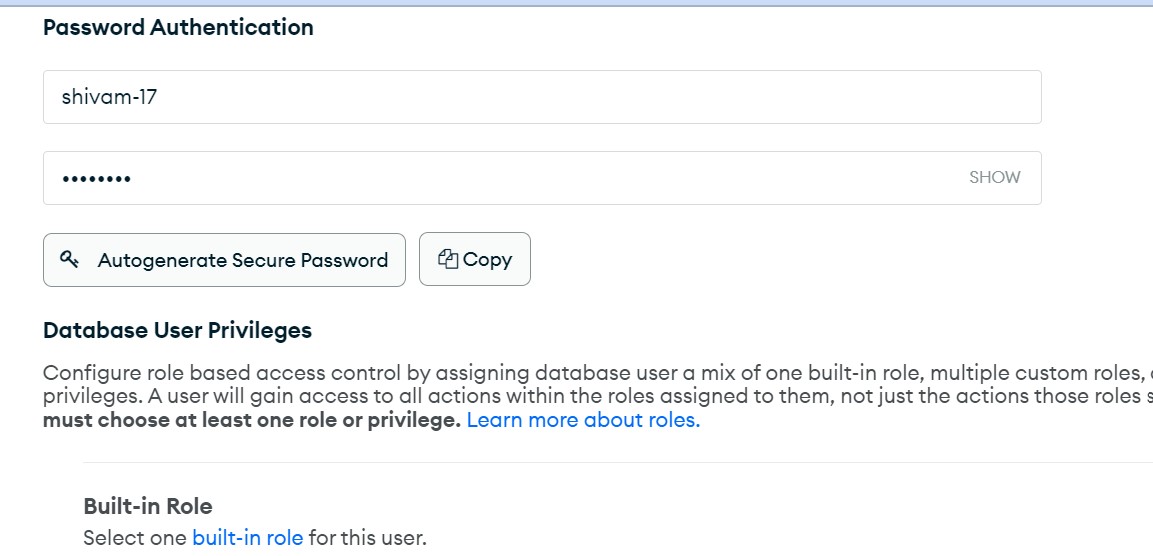 Password Authentication
shivam-17
••••••••
SHOW
Autogenerate Secure Password
Copy
Database User Privileges
Configure role based access control by assigning database user a mix of one built-in role, multiple custom roles,
privileges. A user will gain access to all actions within the roles assigned to them, not just the actions those roles
must choose at least one role or privilege. Learn more about roles.
Built-in Role
Select one built-in role for this user.